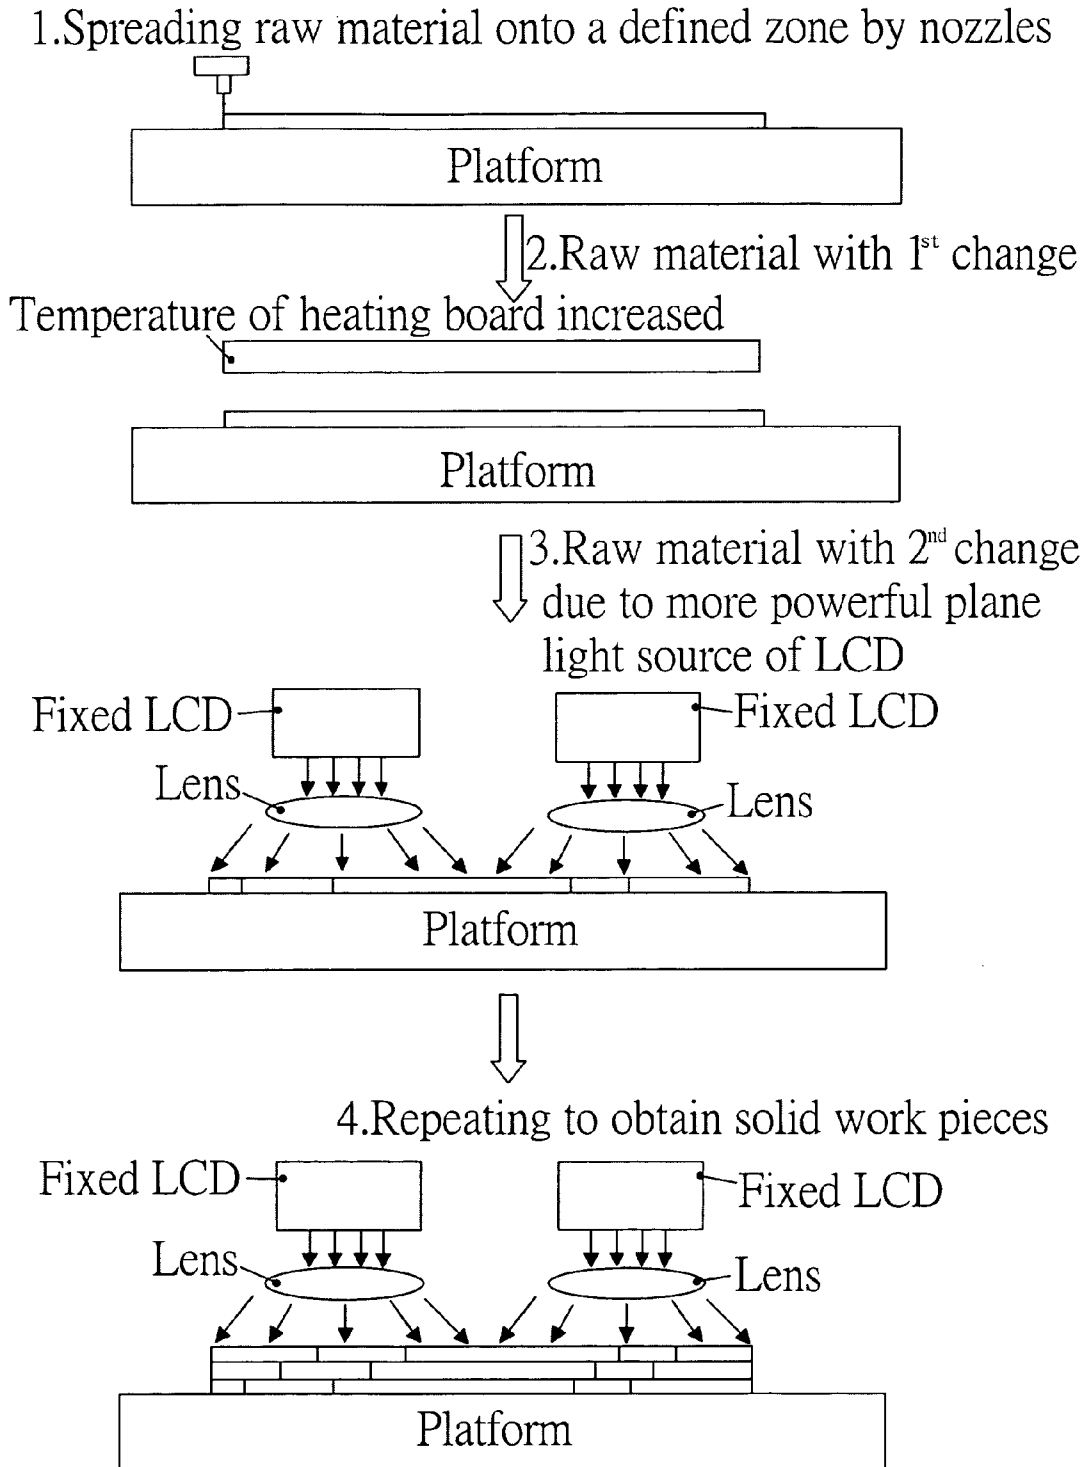 1.Spreading raw material onto a defined zone by nozzles
Platform
2.Raw material with 1st change
Temperature of heating board increased
Platform
3.Raw material with 2nd change
due to more powerful plane
light source of LCD
Fixed LCD
Fixed LCD
Lens
Lens
Platform
4.Repeating to obtain solid work pieces
Fixed LCD
Fixed LCD
Lens
Lens
Platform